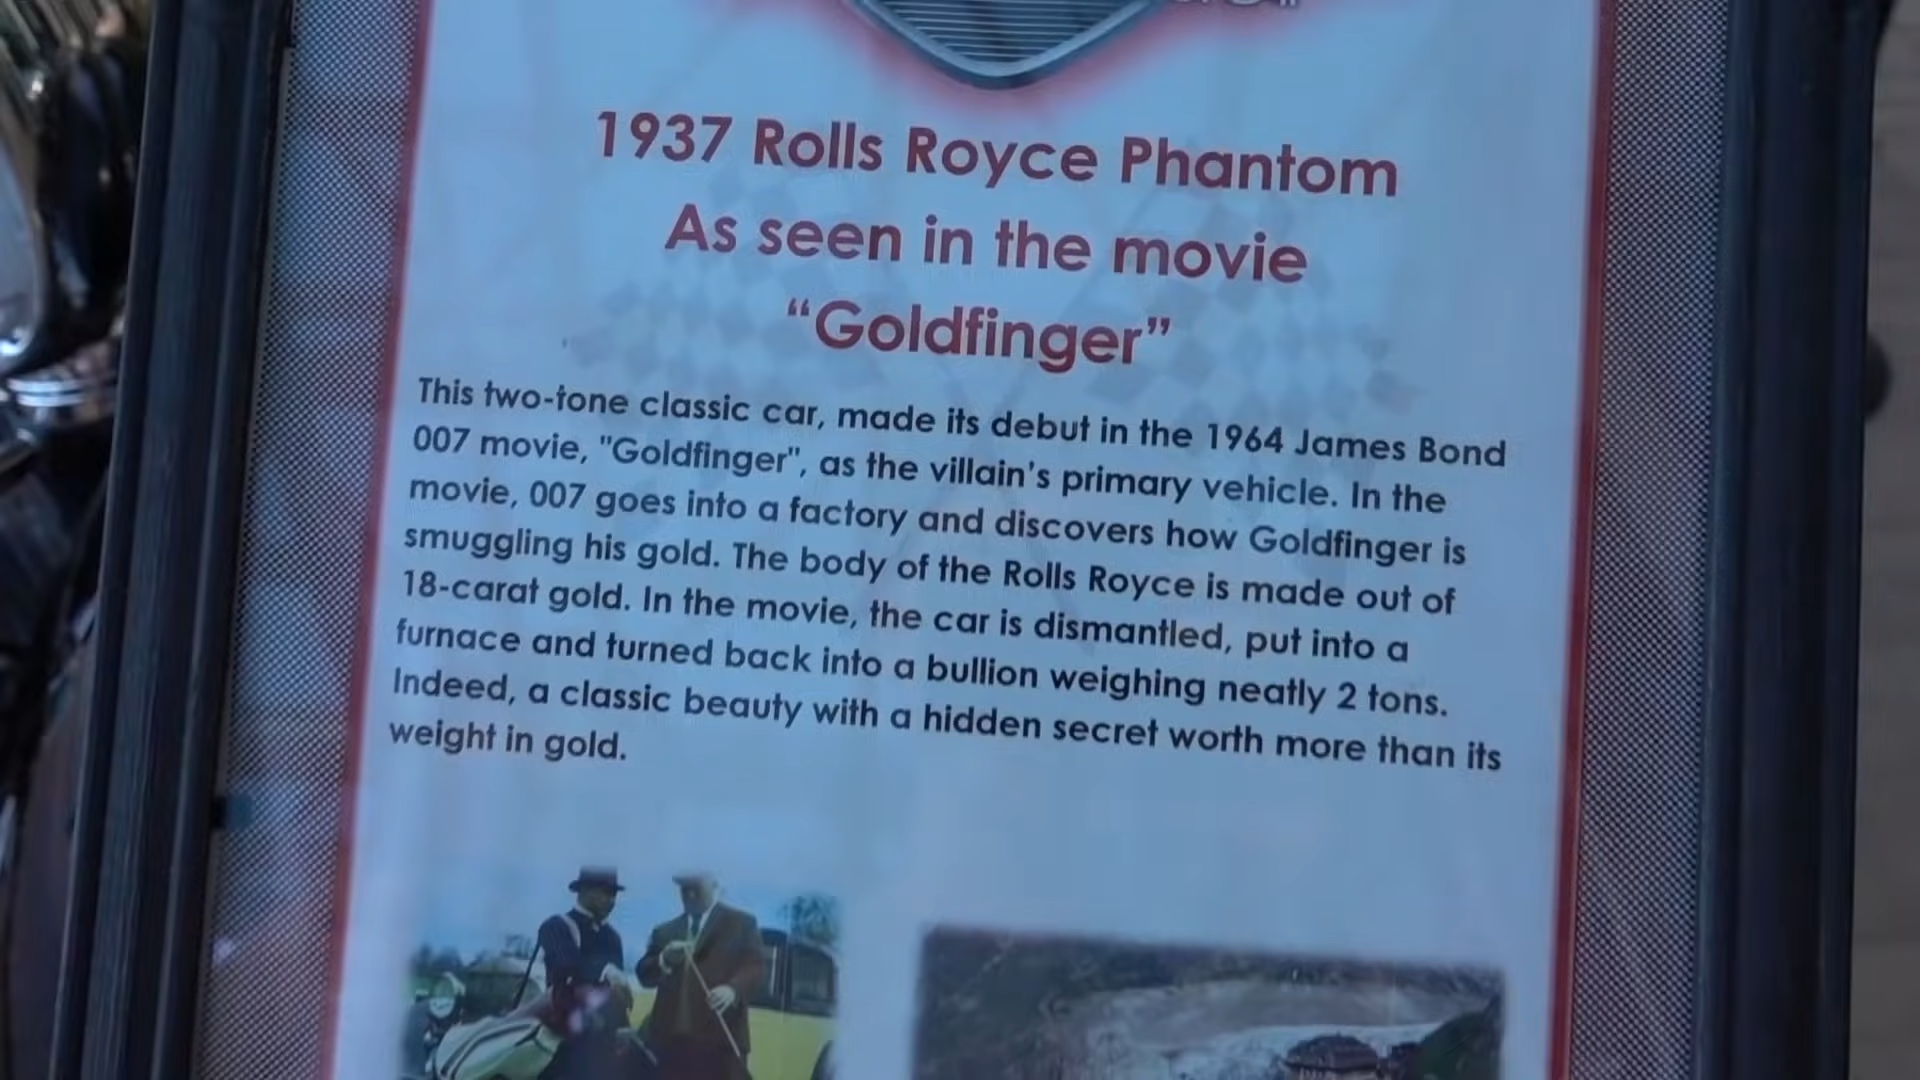 1937 Rolls Royce Phantom
As seen in the movie
“Goldfinger”
This two-tone classic car, made its debut in the 1964 James Bond
007 movie, "Goldfinger", as the villain's primary vehicle. In the
movie, 007 goes into a factory and discovers how Goldfinger is
smuggling his gold. The body of the Rolls Royce is made out of
18-carat gold. In the movie, the car is dismantled, put into a
furnace and turned back into a bullion weighing neatly 2 tons.
Indeed, a classic beauty with a hidden secret worth more than its
weight in gold.